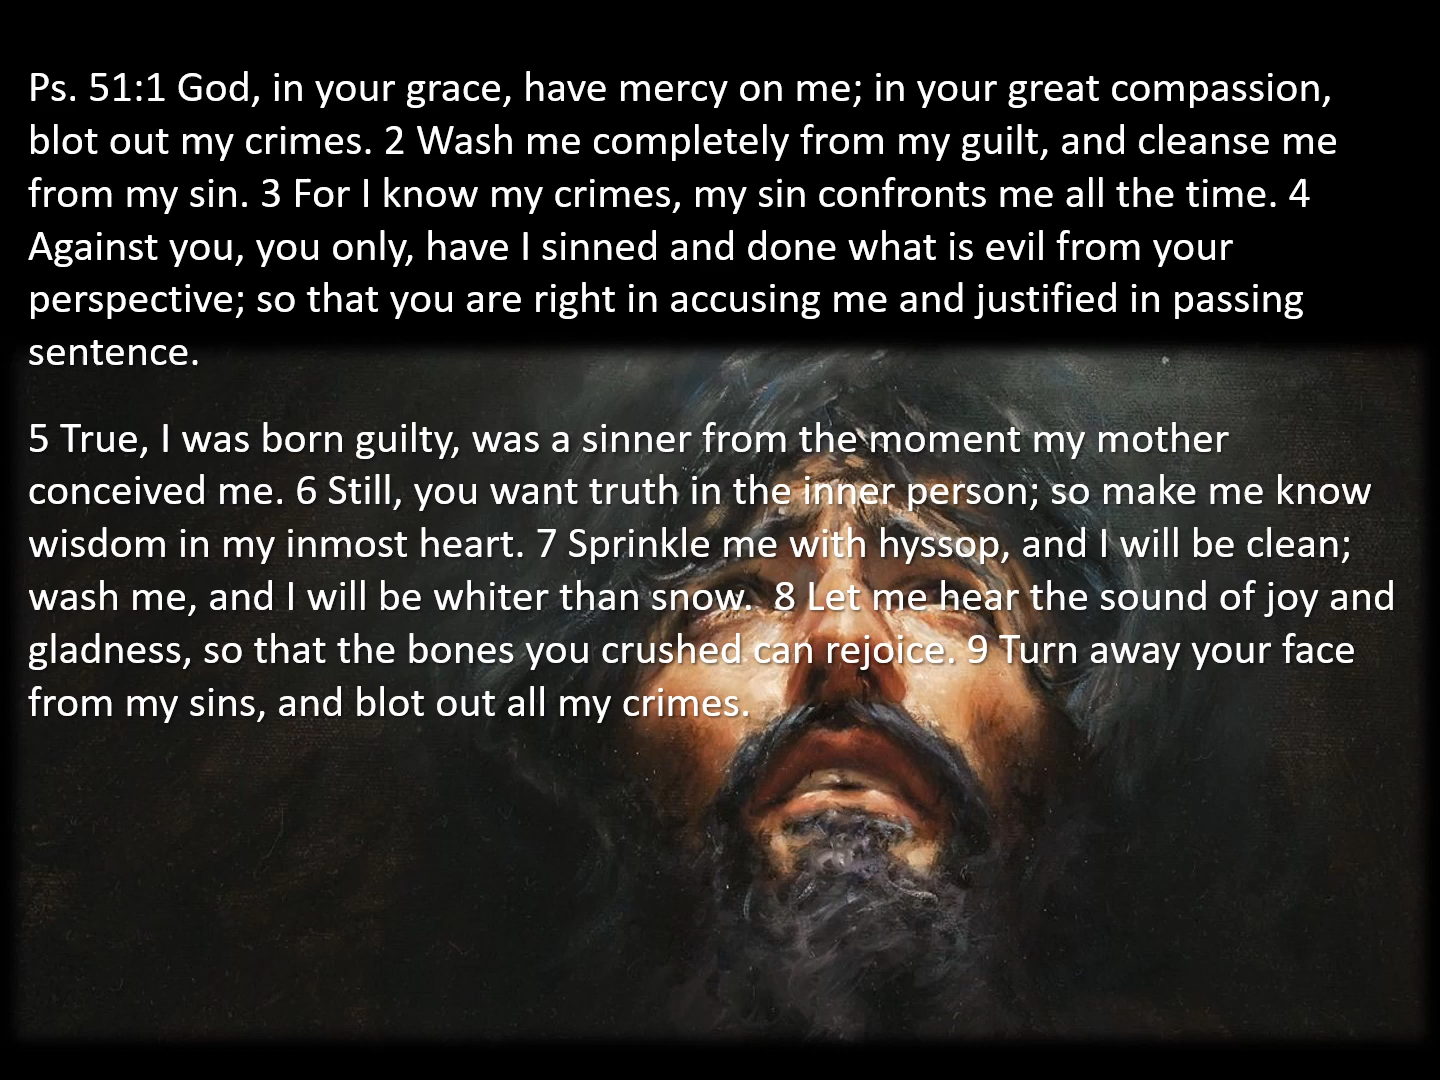 Ps. 51:1 God, in your grace, have mercy on me; in your great compassion,
blot out my crimes. 2 Wash me completely from my guilt, and cleanse me
from my sin. 3 For I know my crimes, my sin confronts me all the time. 4
Against you, you only, have I sinned and done what is evil from your
perspective; so that you are right in accusing me and justified in passing
sentence.
5 True, I was born guilty, was a sinner from the moment my mother
conceived me. 6 Still, you want truth in the inner person; so make me know
wisdom in my inmost heart. 7 Sprinkle me with hyssop, and I will be clean;
wash me, and I will be whiter than snow.  8 Let me hear the sound of joy and
gladness, so that the bones you crushed can rejoice. 9 Turn away your face
from my sins, and blot out all my crimes.